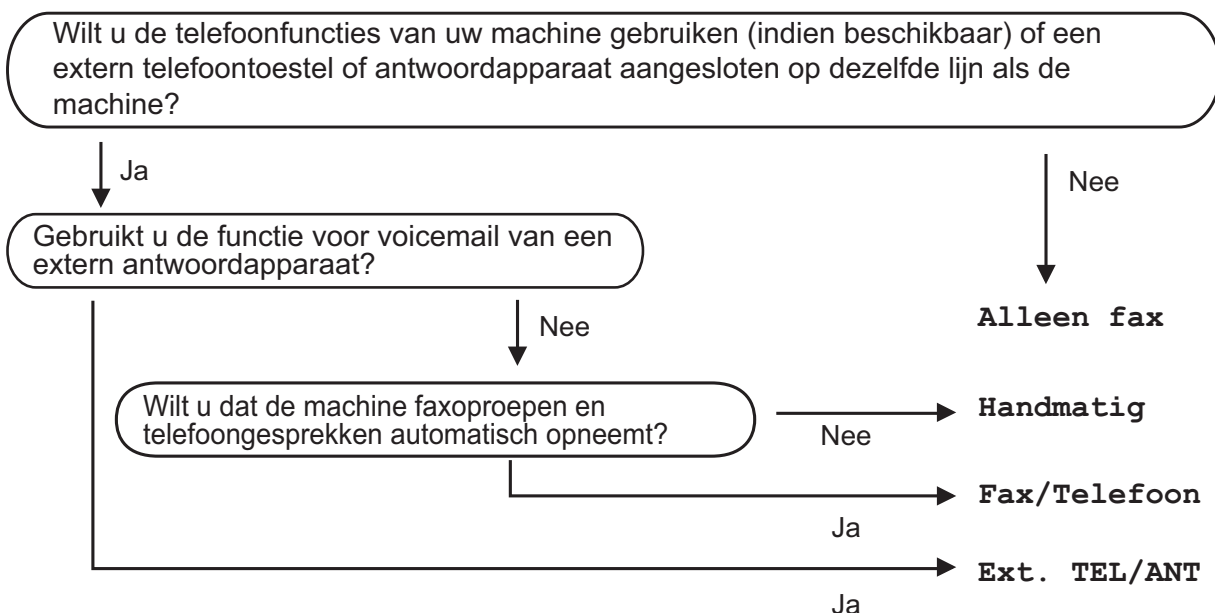 Wilt u de telefoonfuncties van uw machine gebruiken (indien beschikbaar) of een
extern telefoontoestel of antwoordapparaat aangesloten op dezelfde lijn als de
machine?
Ja
Nee
Gebruikt u de functie voor voicemail van een
extern antwoordapparaat?
Nee
Alleen fax
Wilt u dat de machine faxoproepen en
telefoongesprekken automatisch opneemt?
Nee
Handmatig
Ja
Fax/Telefoon
Ja
Ext. TEL/ANT